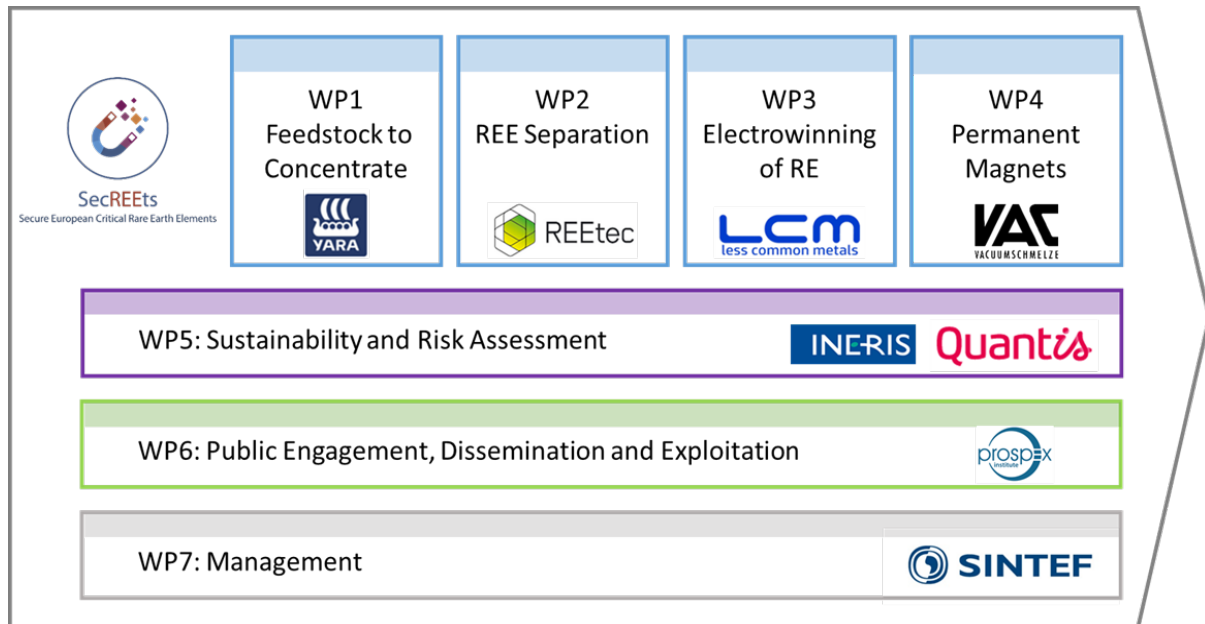 SecREEts
Secure European Critical Rare Earth Elements
WP1
Feedstock to
Concentrate
YARA
WP2
REE Separation
REEtec
WP3
Electrowinning
of RE
LCM
less common metals
WP4
Permanent
Magnets
VAC
VACUUMSCHMELZE
WP5: Sustainability and Risk Assessment
INERIS
Quantis
WP6: Public Engagement, Dissemination and Exploitation
prospex
institute
WP7: Management
SINTEF